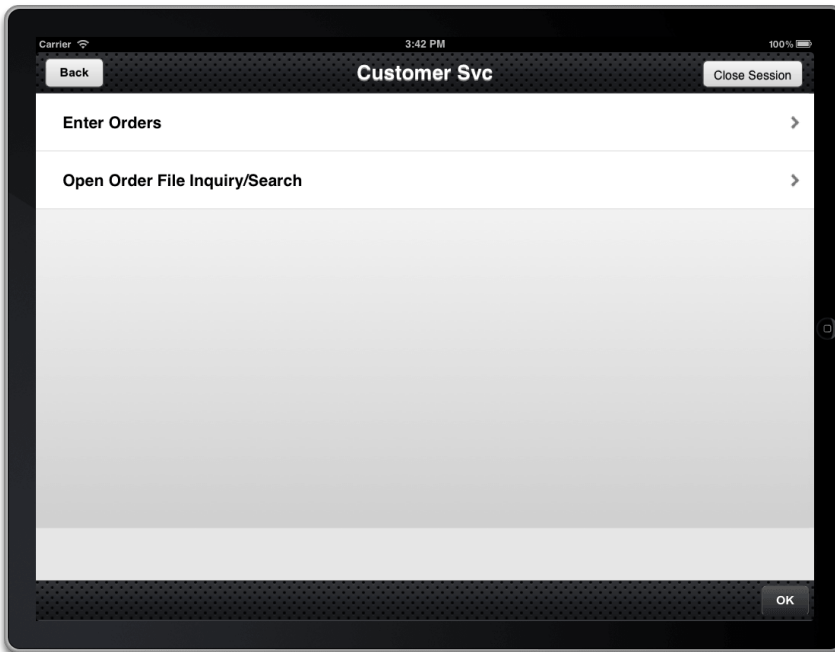 Carrier 3:42 PM 100%
Back Customer Svc Close Session
Enter Orders
Open Order File Inquiry/Search
OK